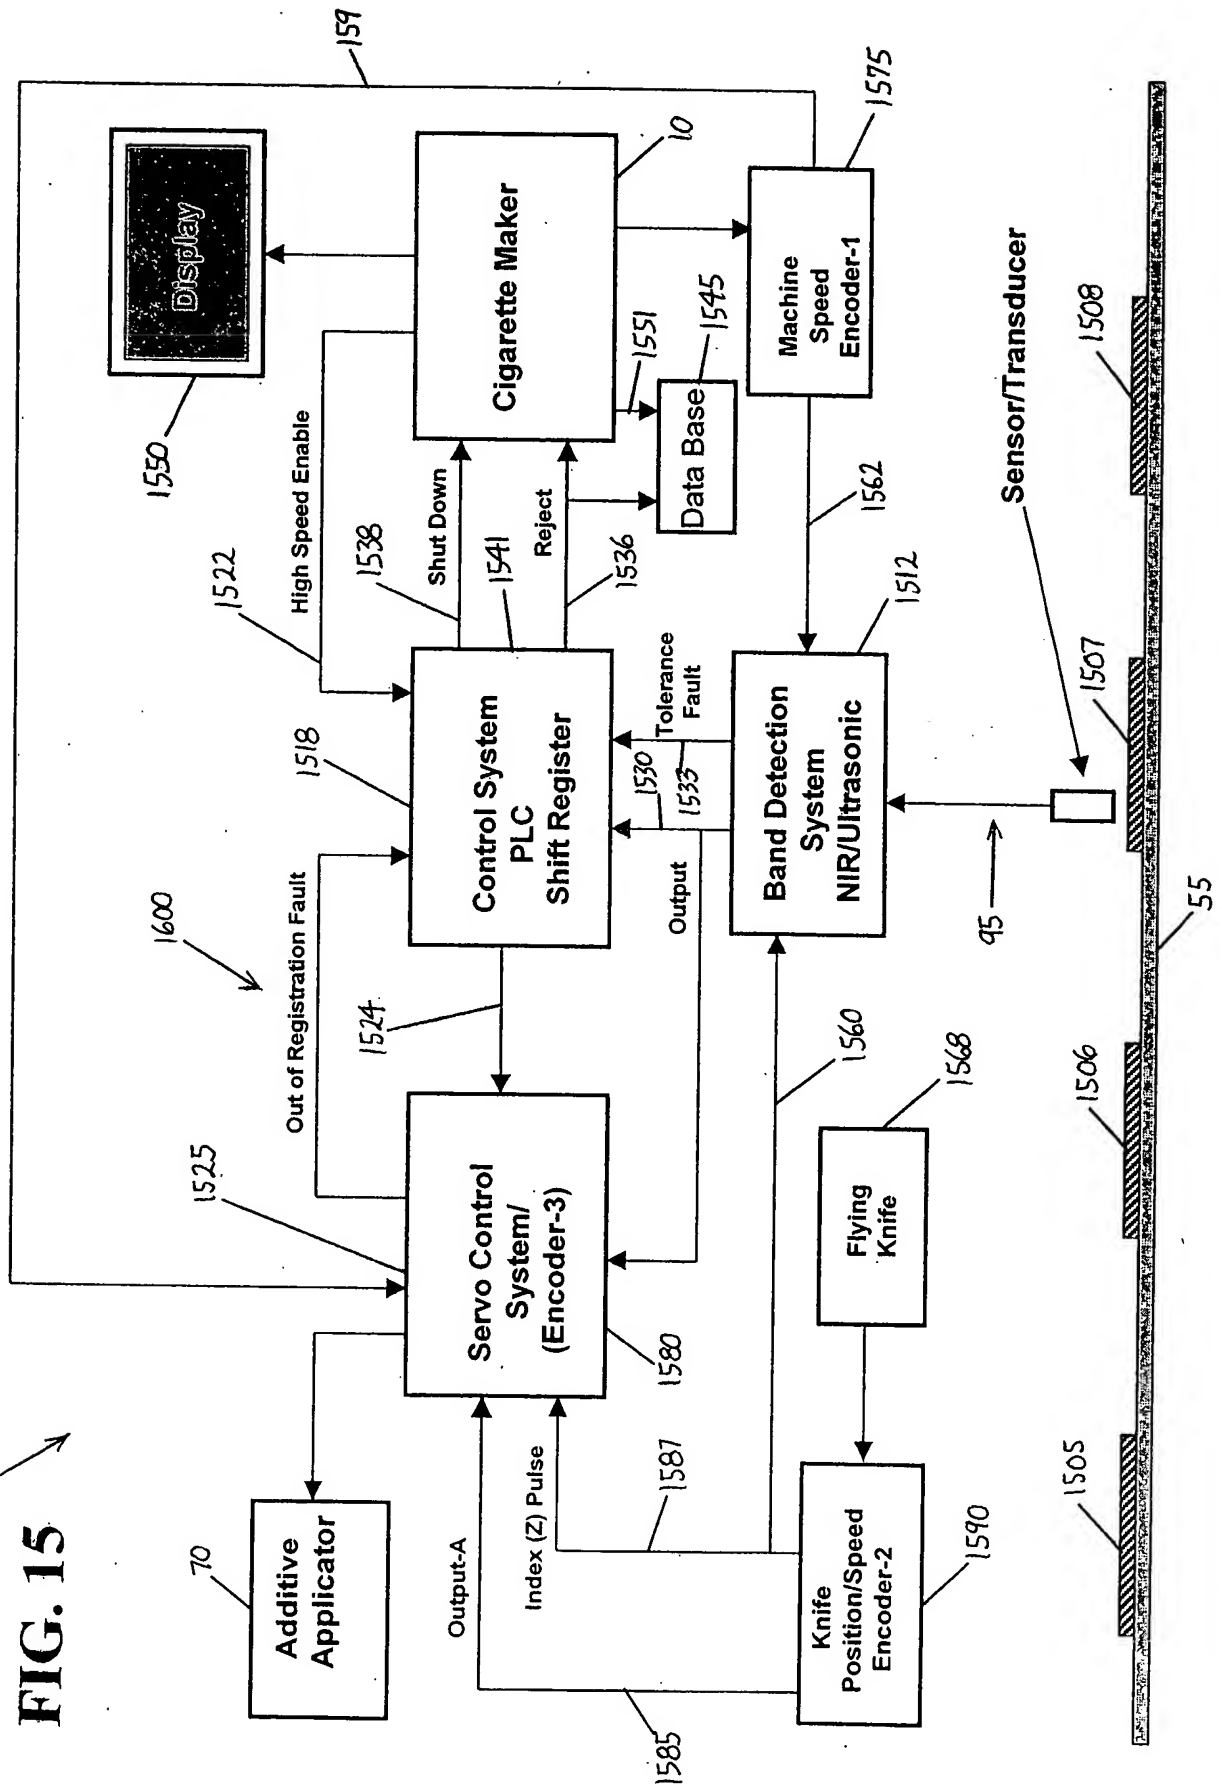 FIG. 15
159
Display
1550
High Speed Enable
1522
Cigarette Maker
10
Shut Down
1538
1541
Reject
1536
1551
Data Base
1545
Machine
Speed
Encoder-1
1575
1562
1518
Control System
PLC
Shift Register
Out of Registration Fault
1600
1524
Tolerance
Fault
1530
1533
Output
Band Detection
System
NIR/Ultrasonic
1512
1525
Servo Control
System/
(Encoder-3)
1580
70
Additive
Applicator
Output-A
Index (Z) Pulse
1587
1585
1560
Flying
Knife
1568
Knife
Position/Speed
Encoder-2
1590
Sensor/Transducer
95
1505
1506
1507
1508
55